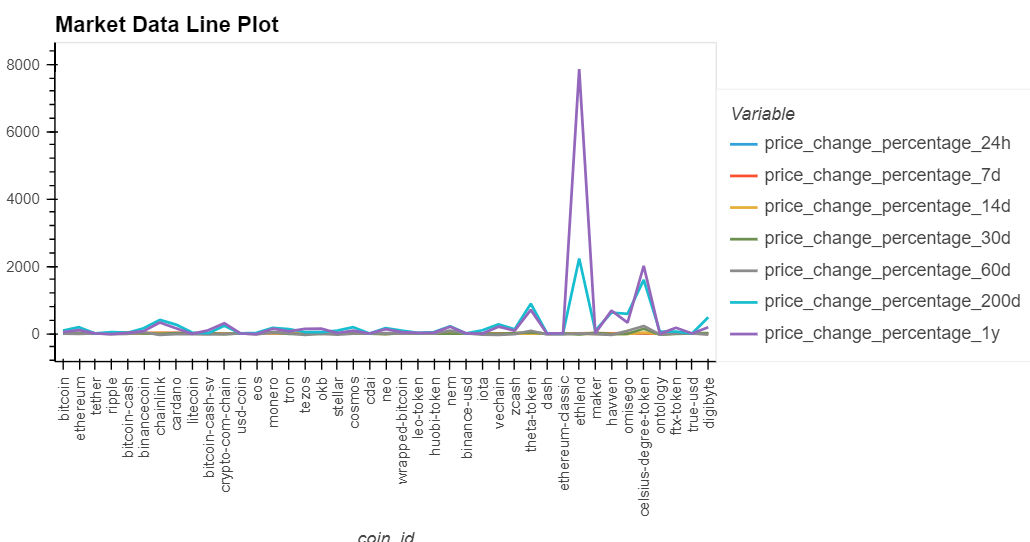 Market Data Line Plot
8000
6000
4000
2000
0
Variable
price_change_percentage_24h
price_change_percentage_7d
price_change_percentage_14d
price_change_percentage_30d
price_change_percentage_60d
price_change_percentage_200d
price_change_percentage_1y
bitcoin
ethereum
tether
ripple
bitcoin-cash
binancecoin
chainlink
cardano
litecoin
bitcoin-cash-sv
crypto-com-chain
usd-coin
eos
monero
tron
tezos
okb
stellar
cosmos
cdai
neo
wrapped-bitcoin
leo-token
huobi-token
nem
binance-usd
iota
vechain
zcash
theta-token
dash
ethereum-classic
ethlend
maker
havven
omisego
celsius-degree-token
ontology
ftx-token
true-usd
digibyte
coin_id